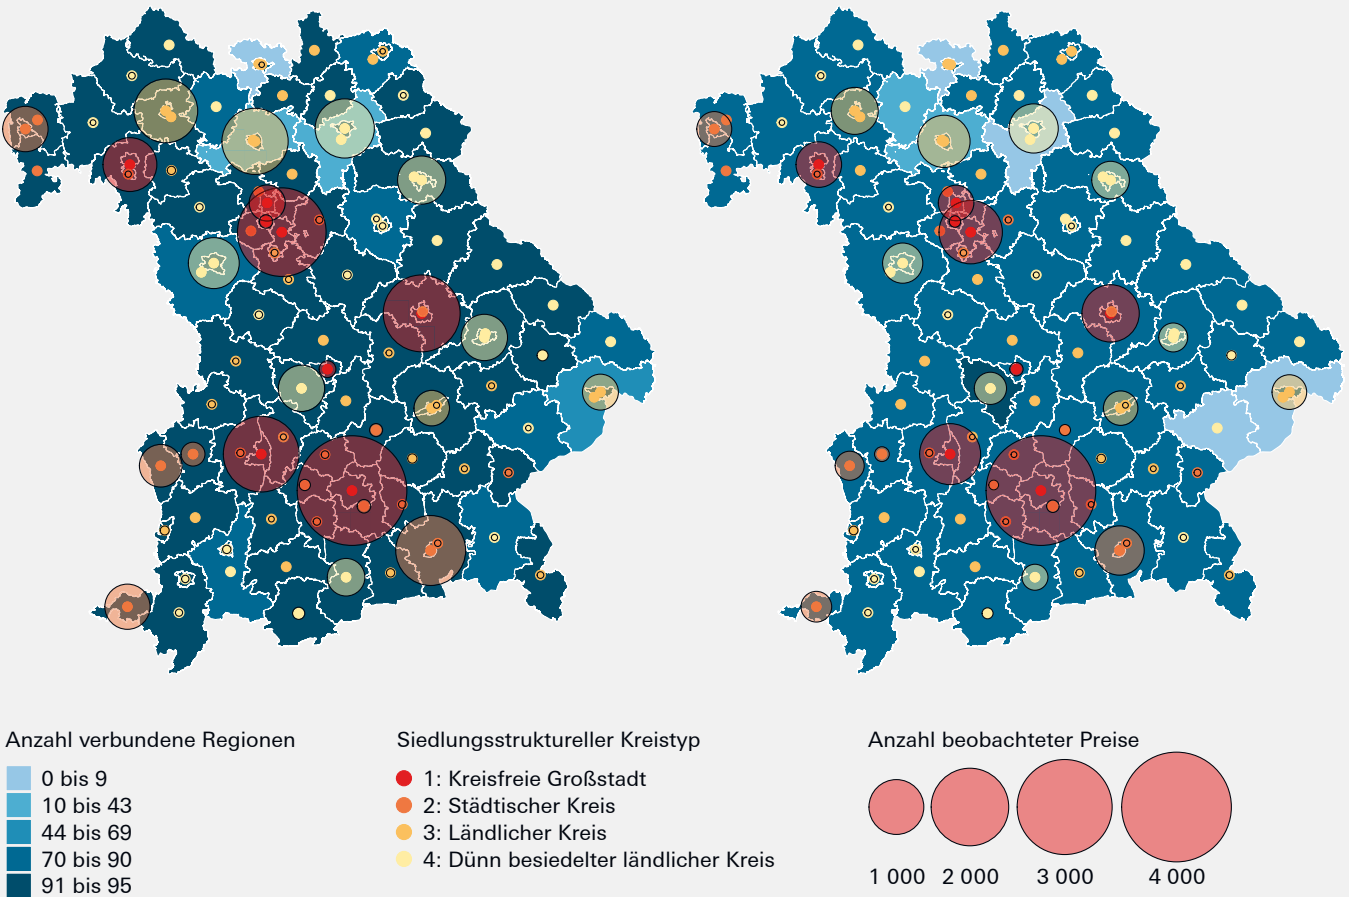 Anzahl verbundene Regionen
0 bis 9
10 bis 43
44 bis 69
70 bis 90
91 bis 95
Siedlungsstruktureller Kreistyp
1: Kreisfreie Großstadt
2: Städtischer Kreis
3: Ländlicher Kreis
4: Dünn besiedelter ländlicher Kreis
Anzahl beobachteter Preise
1 000 2 000 3 000 4 000